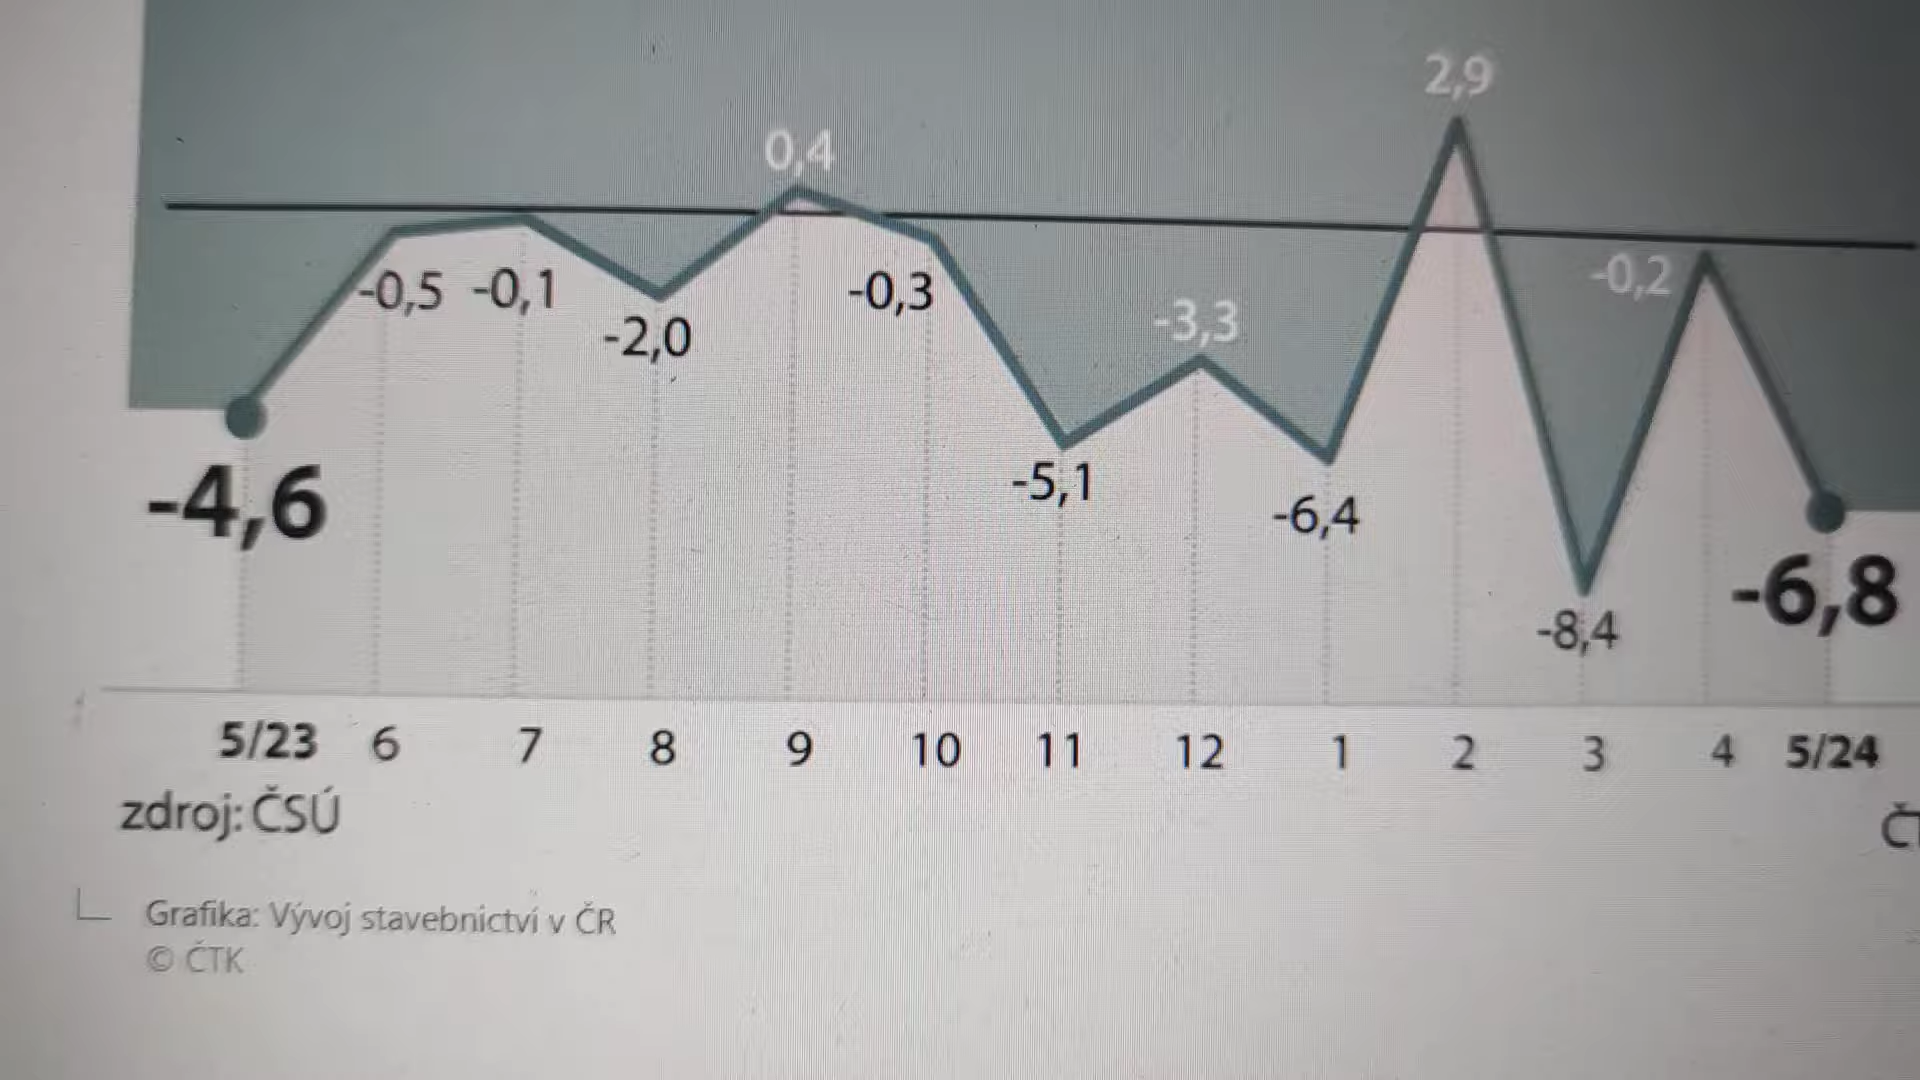 2,9
0,4
-0,5 -0,1 -0,3 -0,2
-2,0 -3,3
-4,6 -5,1 -6,4
-8,4 -6,8
5/23 6 7 8 9 10 11 12 1 2 3 4 5/24
zdroj: ČSÚ
Grafika: Vývoj stavebnictví v ČR
© ČTK